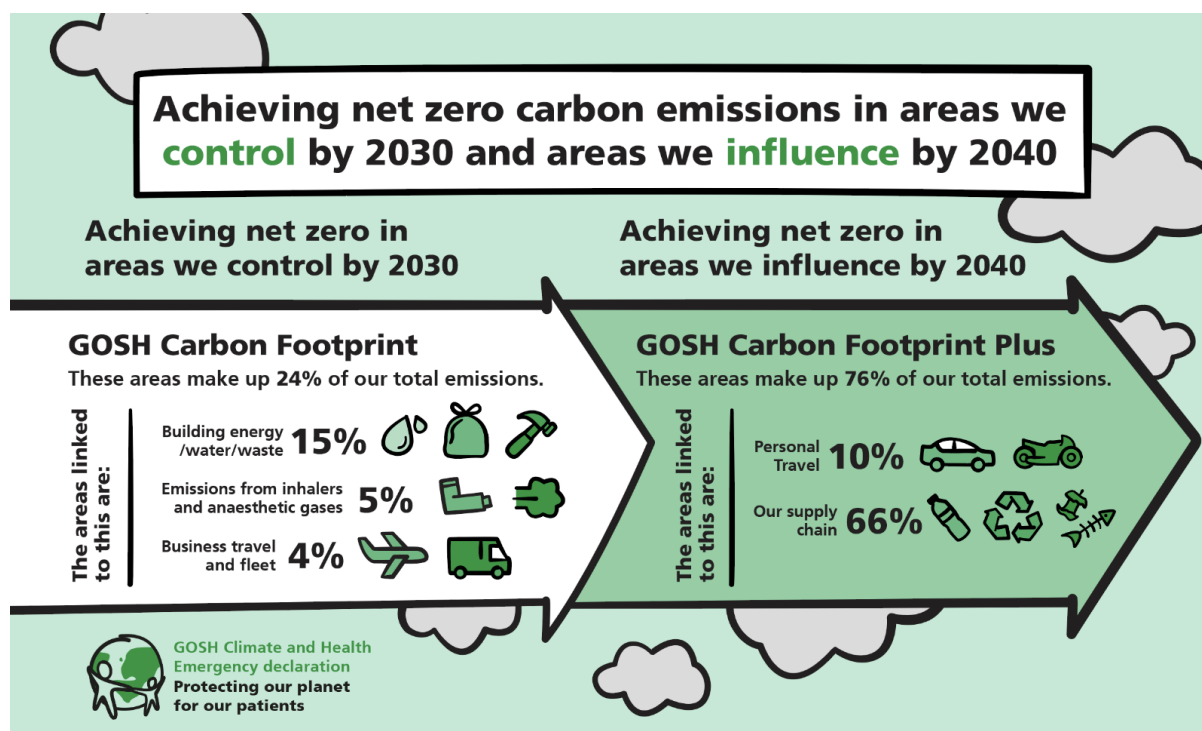 Achieving net zero carbon emissions in areas we
control by 2030 and areas we influence by 2040
Achieving net zero in
areas we control by 2030
GOSH Carbon Footprint
These areas make up 24% of our total emissions.
The areas linked
to this are:
Building energy
/water/waste
15%
Emissions from inhalers
and anaesthetic gases
5%
Business travel
and fleet
4%
Achieving net zero in
areas we influence by 2040
GOSH Carbon Footprint Plus
These areas make up 76% of our total emissions.
The areas linked
to this are:
Personal
Travel
10%
Our supply
chain
66%
GOSH Climate and Health
Emergency declaration
Protecting our planet
for our patients